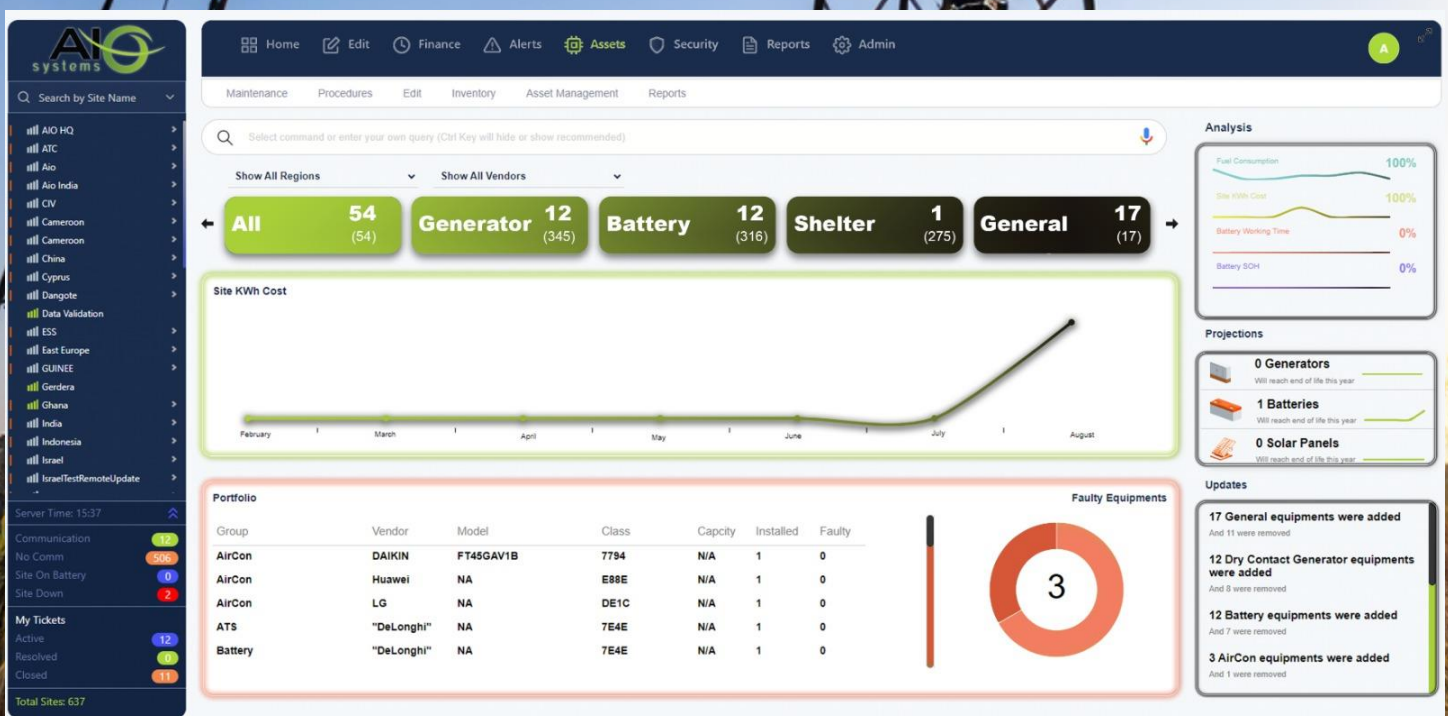 AIO
systems
Search by Site Name
AIO HQ
ATC
Aio
Aio India
CIV
Cameroon
Cameroon
China
Cyprus
Dangote
Data Validation
ESS
East Europe
GUINEE
Gerdera
Ghana
India
Indonesia
Israel
IsraelTestRemoteUpdate
Server Time: 15:37
Communication 12
No Comm 506
Site On Battery 0
Site Down 2
My Tickets
Active 12
Resolved 0
Closed 11
Total Sites: 637
Home Edit Finance Alerts Assets Security Reports Admin
A
Maintenance Procedures Edit Inventory Asset Management Reports
Select command or enter your own query (Ctrl Key will hide or show recommended)
Show All Regions Show All Vendors
All 54 (54)
Generator 12 (345)
Battery 12 (316)
Shelter 1 (275)
General 17 (17)
Site KWh Cost
February March April May June July August
Portfolio
Group Vendor Model Class Capcity Installed Faulty
AirCon DAIKIN FT45GAV1B 7794 N/A 1 0
AirCon Huawei NA E88E N/A 1 0
AirCon LG NA DE1C N/A 1 0
ATS "DeLonghi" NA 7E4E N/A 1 0
Battery "DeLonghi" NA 7E4E N/A 1 0
Faulty Equipments
3
Analysis
Fuel Consumption 100%
Site KWh Cost 100%
Battery Working Time 0%
Battery SOH 0%
Projections
0 Generators
Will reach end of life this year
1 Batteries
Will reach end of life this year
0 Solar Panels
Will reach end of life this year
Updates
17 General equipments were added
And 11 were removed
12 Dry Contact Generator equipments
were added
And 8 were removed
12 Battery equipments were added
And 7 were removed
3 AirCon equipments were added
And 1 were removed